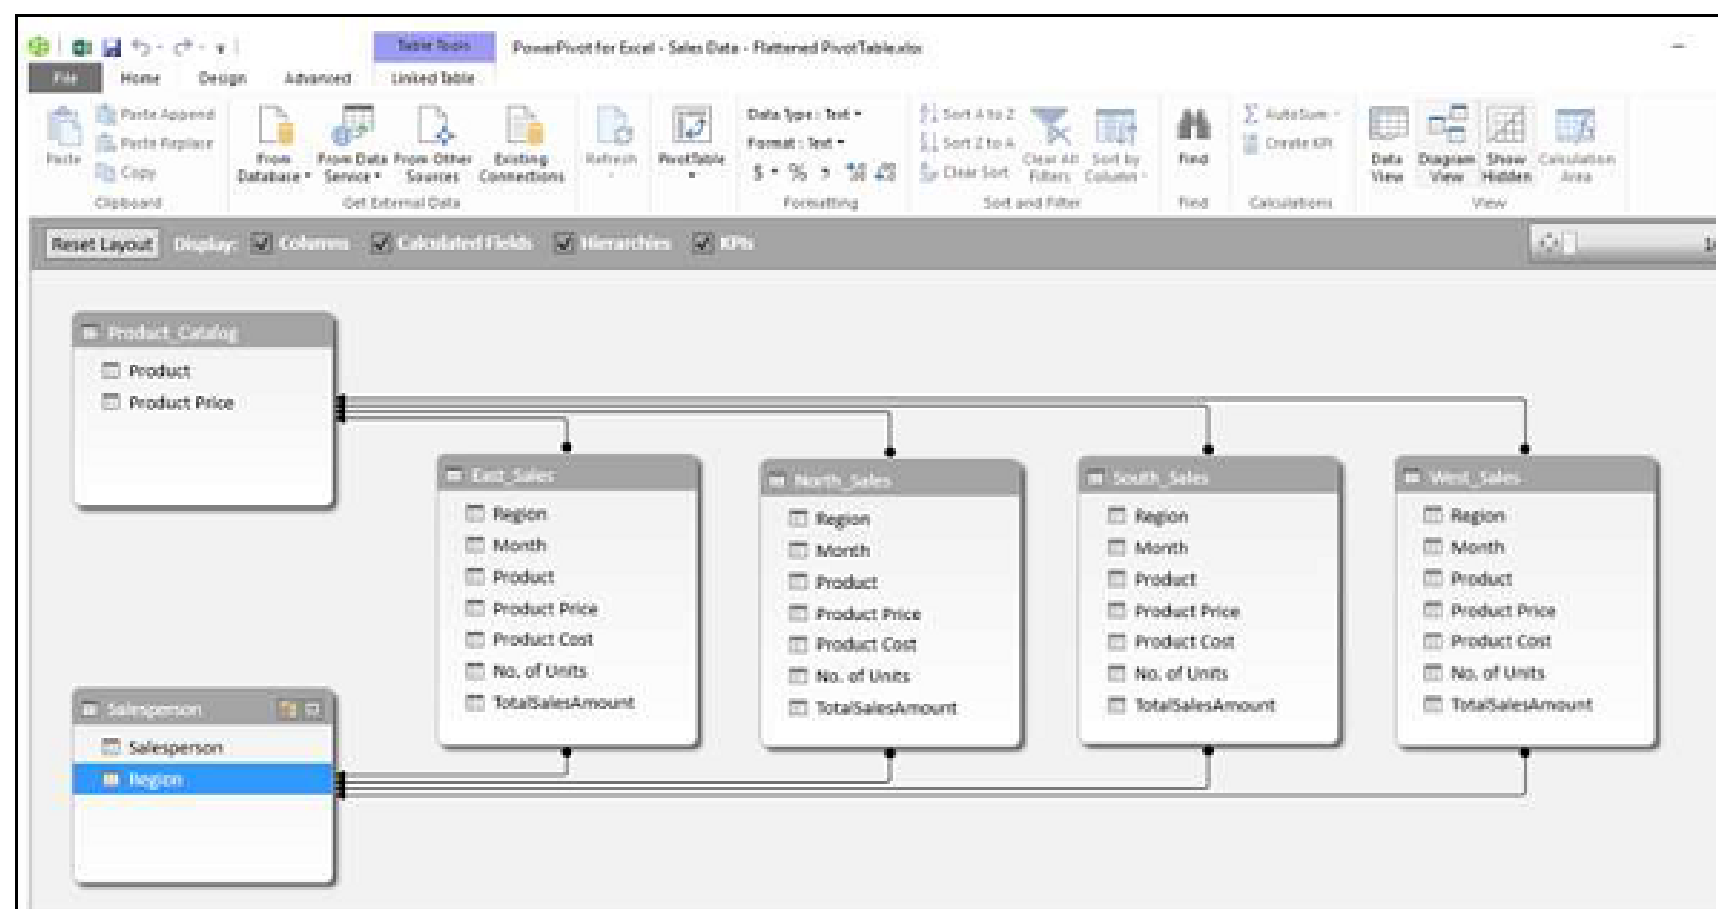 Table Tools PowerPivot for Excel - Sales Data - Flattened PivotTable.xlsx
File Home Design Advanced Linked Table
Paste
Paste Append
Paste Replace
Copy
Clipboard
From Database
From Data Service
From Other Sources
Existing Connections
Get External Data
Refresh
PivotTable
Data Type : Text
Format : Text
$ % ,
Formatting
Sort A to Z
Sort Z to A
Clear Sort
Clear All Filters
Sort by Column
Sort and Filter
Find
Find
AutoSum
Create KPI
Calculations
Data View
Diagram View
Show Hidden
Calculation Area
View
Reset Layout Display: Columns Calculated Fields Hierarchies KPIs
Product_Catalog
Product
Product Price
East_Sales
Region
Month
Product
Product Price
Product Cost
No. of Units
TotalSalesAmount
North_Sales
Region
Month
Product
Product Price
Product Cost
No. of Units
TotalSalesAmount
South_Sales
Region
Month
Product
Product Price
Product Cost
No. of Units
TotalSalesAmount
West_Sales
Region
Month
Product
Product Price
Product Cost
No. of Units
TotalSalesAmount
Salesperson
Salesperson
Region